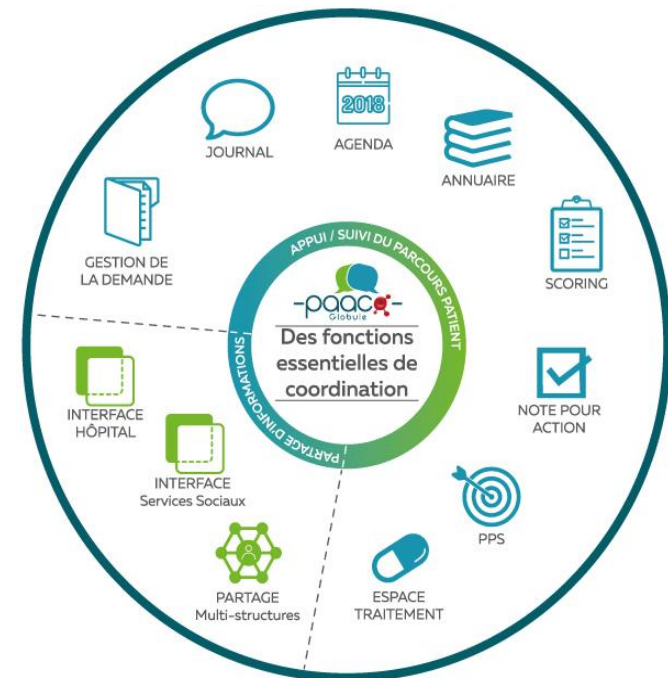 JOURNAL
2018
AGENDA
ANNUAIRE
GESTION DE
LA DEMANDE
SCORING
APPUI / SUIVI DU PARCOURS PATIENT
-paaco-
Globule
Des fonctions
essentielles de
coordination
PARTAGE D'INFORMATIONS
INTERFACE
HÔPITAL
NOTE POUR
ACTION
INTERFACE
Services Sociaux
PPS
PARTAGE
Multi-structures
ESPACE
TRAITEMENT